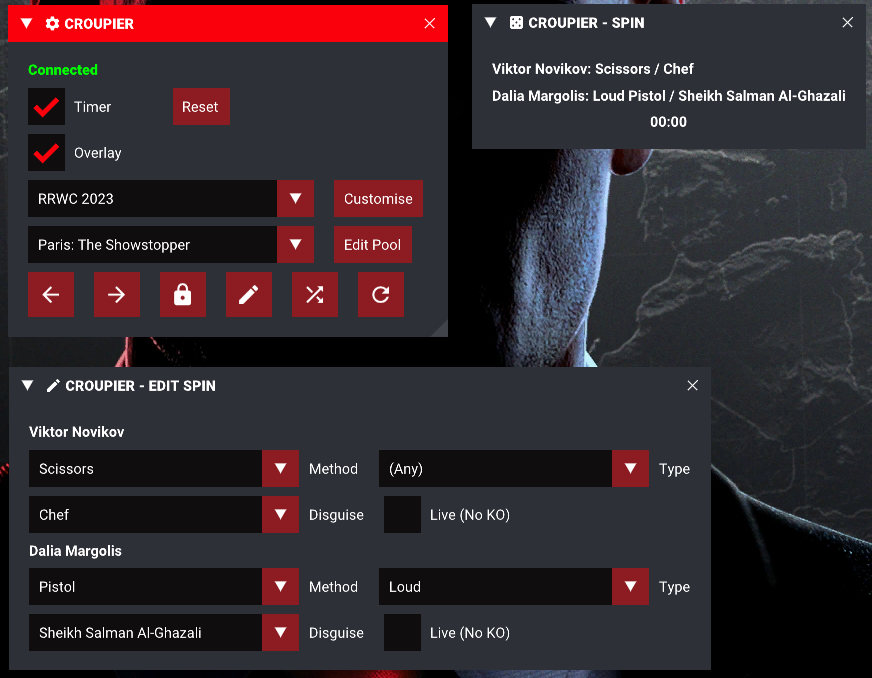 CROUPIER
Connected
Timer
Reset
Overlay
RRWC 2023
Customise
Paris: The Showstopper
Edit Pool
CROUPIER - SPIN
Viktor Novikov: Scissors / Chef
Dalia Margolis: Loud Pistol / Sheikh Salman Al-Ghazali
00:00
CROUPIER - EDIT SPIN
Viktor Novikov
Scissors Method (Any) Type
Chef Disguise Live (No KO)
Dalia Margolis
Pistol Method Loud Type
Sheikh Salman Al-Ghazali Disguise Live (No KO)